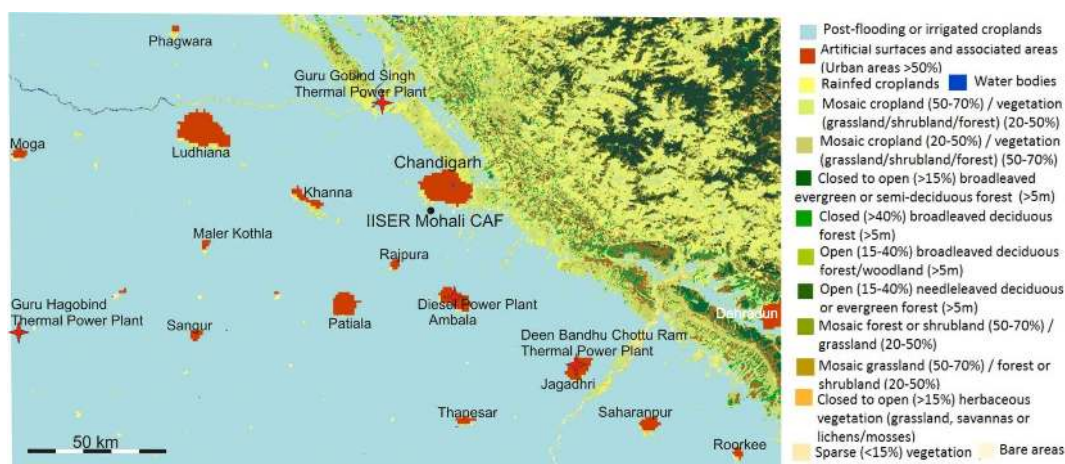 Phagwara
Guru Gobind Singh
Thermal Power Plant
Moga
Ludhiana
Chandigarh
Khanna
IISER Mohali CAF
Maler Kothla
Rajpura
Guru Hagobind
Thermal Power Plant
Sangur
Patiala
Diesel Power Plant
Ambala
Dehradun
Deen Bandhu Chottu Ram
Thermal Power Plant
Jagadhri
Thanesar
Saharanpur
Roorkee
50 km
Post-flooding or irrigated croplands
Artificial surfaces and associated areas
(Urban areas >50%)
Rainfed croplands Water bodies
Mosaic cropland (50-70%) / vegetation
(grassland/shrubland/forest) (20-50%)
Mosaic cropland (20-50%) / vegetation
(grassland/shrubland/forest) (50-70%)
Closed to open (>15%) broadleaved
evergreen or semi-deciduous forest (>5m)
Closed (>40%) broadleaved deciduous
forest (>5m)
Open (15-40%) broadleaved deciduous
forest/woodland (>5m)
Open (15-40%) needleleaved deciduous
or evergreen forest (>5m)
Mosaic forest or shrubland (50-70%) /
grassland (20-50%)
Mosaic grassland (50-70%) / forest or
shrubland (20-50%)
Closed to open (>15%) herbaceous
vegetation (grassland, savannas or
lichens/mosses)
Sparse (<15%) vegetation Bare areas